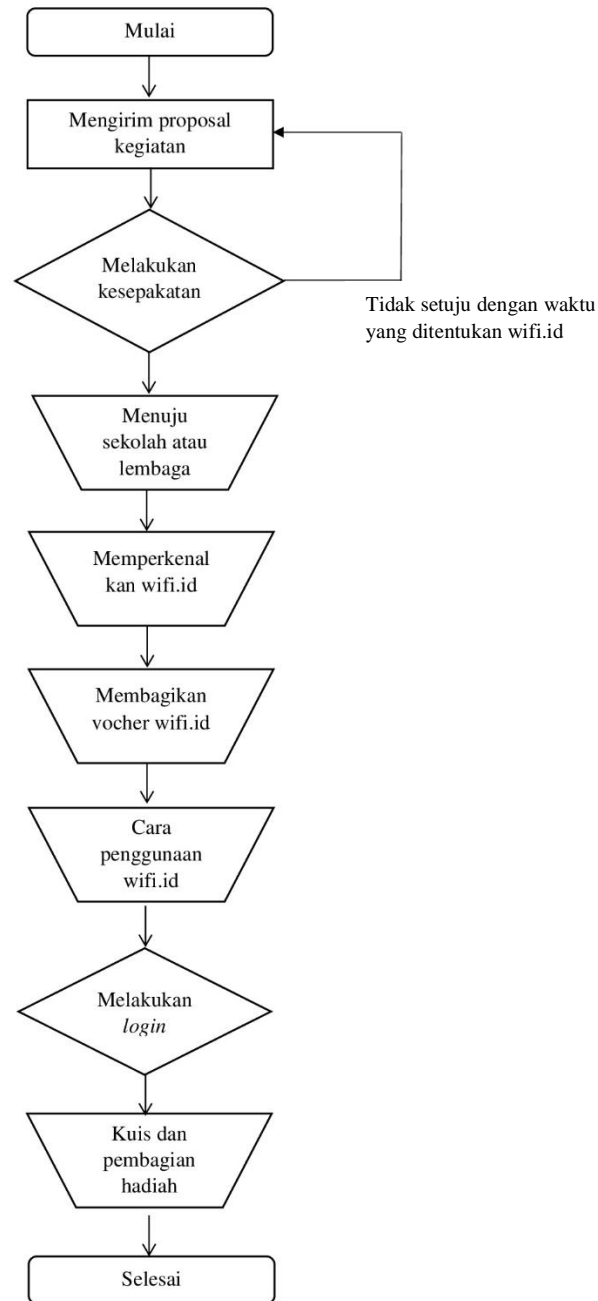 Mulai
Mengirim proposal
kegiatan
Melakukan
kesepakatan
Tidak setuju dengan waktu
yang ditentukan wifi.id
Menuju
sekolah atau
lembaga
Memperkenal
kan wifi.id
Membagikan
vocher wifi.id
Cara
penggunaan
wifi.id
Melakukan
login
Kuis dan
pembagian
hadiah
Selesai